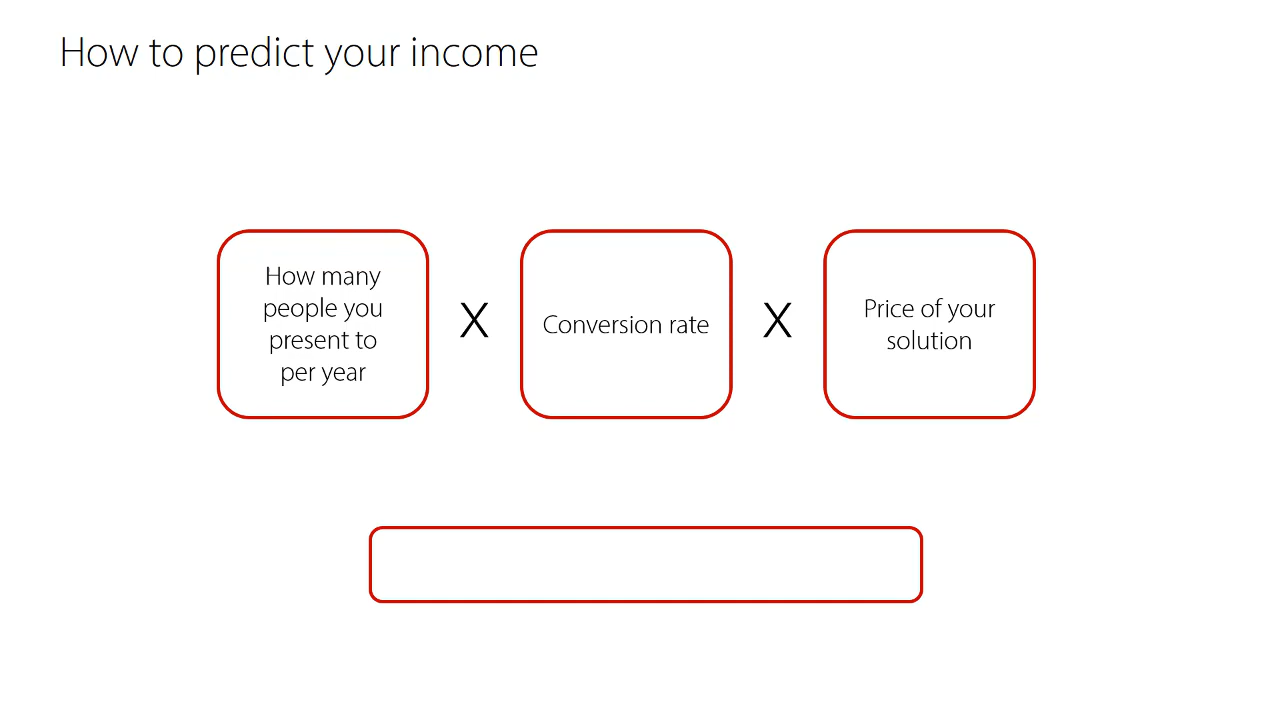 How to predict your income
How many
people you
present to
per year
X
Conversion rate
X
Price of your
solution